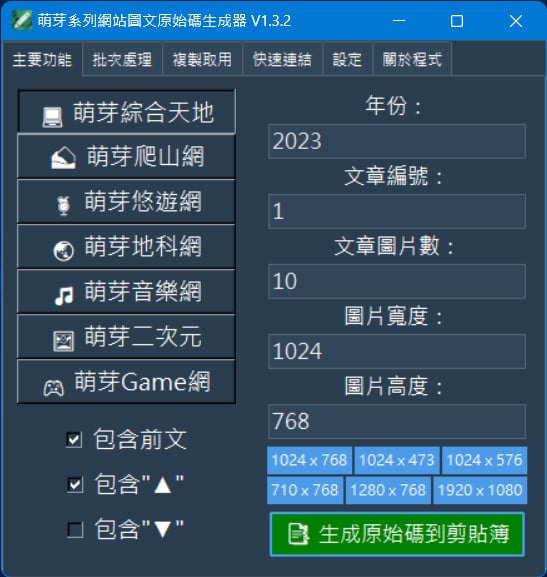 萌芽系列網站圖文原始碼生成器 V1.3.2
主要功能 批次處理 複製取用 快速連結 設定 關於程式
萌芽綜合天地
萌芽爬山網
萌芽悠遊網
萌芽地科網
萌芽音樂網
萌芽二次元
萌芽Game網
包含前文
包含"▲"
包含"▼"
年份：
2023
文章編號：
1
文章圖片數：
10
圖片寬度：
1024
圖片高度：
768
1024 x 768 1024 x 473 1024 x 576
710 x 768 1280 x 768 1920 x 1080
生成原始碼到剪貼簿